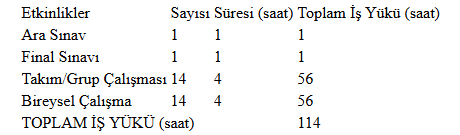 Etkinlikler Sayısı Süresi (saat) Toplam İş Yükü (saat)
Ara Sınav 1 1 1
Final Sınavı 1 1 1
Takım/Grup Çalışması 14 4 56
Bireysel Çalışma 14 4 56
TOPLAM İŞ YÜKÜ (saat) 114